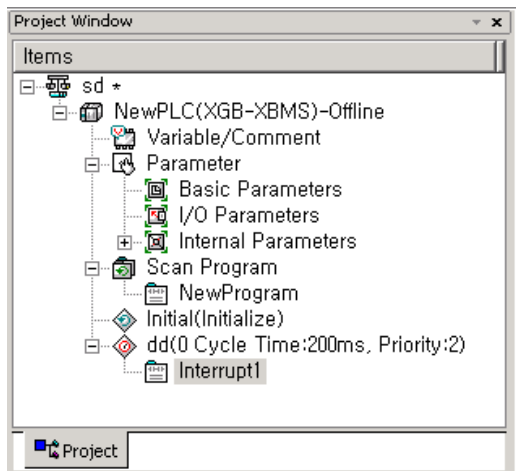 Project Window
Items
sd *
NewPLC(XGB-XBMS)-Offline
Variable/Comment
Parameter
Basic Parameters
I/O Parameters
Internal Parameters
Scan Program
NewProgram
Initial(Initialize)
dd(0 Cycle Time:200ms, Priority:2)
Interrupt1
Project